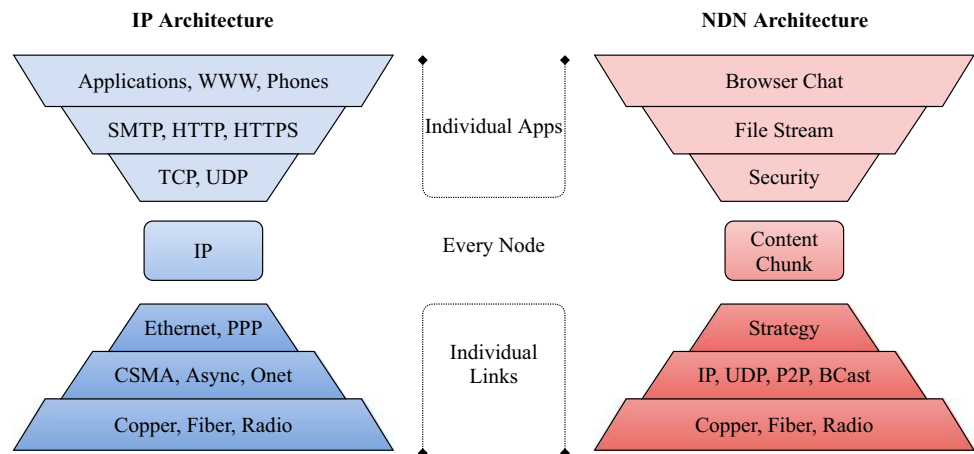 IP Architecture
NDN Architecture
Applications, WWW, Phones
Browser Chat
SMTP, HTTP, HTTPS
Individual Apps
File Stream
TCP, UDP
Security
IP
Every Node
Content
Chunk
Ethernet, PPP
Strategy
Individual
Links
CSMA, Async, Onet
IP, UDP, P2P, BCast
Copper, Fiber, Radio
Copper, Fiber, Radio